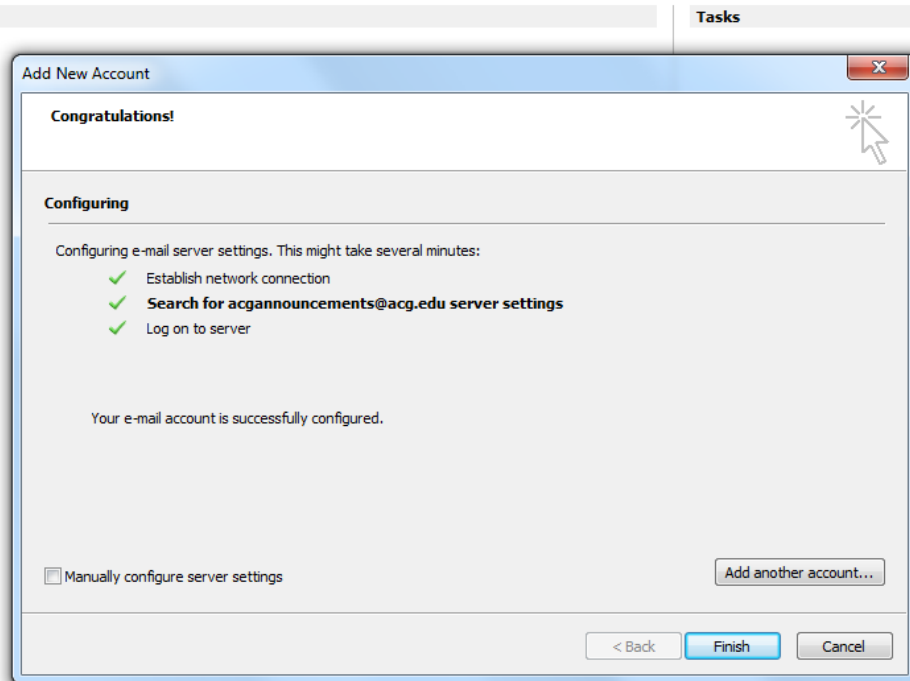 Tasks
Add New Account
Congratulations!
Configuring
Configuring e-mail server settings. This might take several minutes:
Establish network connection
Search for acgannouncements@acg.edu server settings
Log on to server
Your e-mail account is successfully configured.
Manually configure server settings
Add another account...
< Back
Finish
Cancel